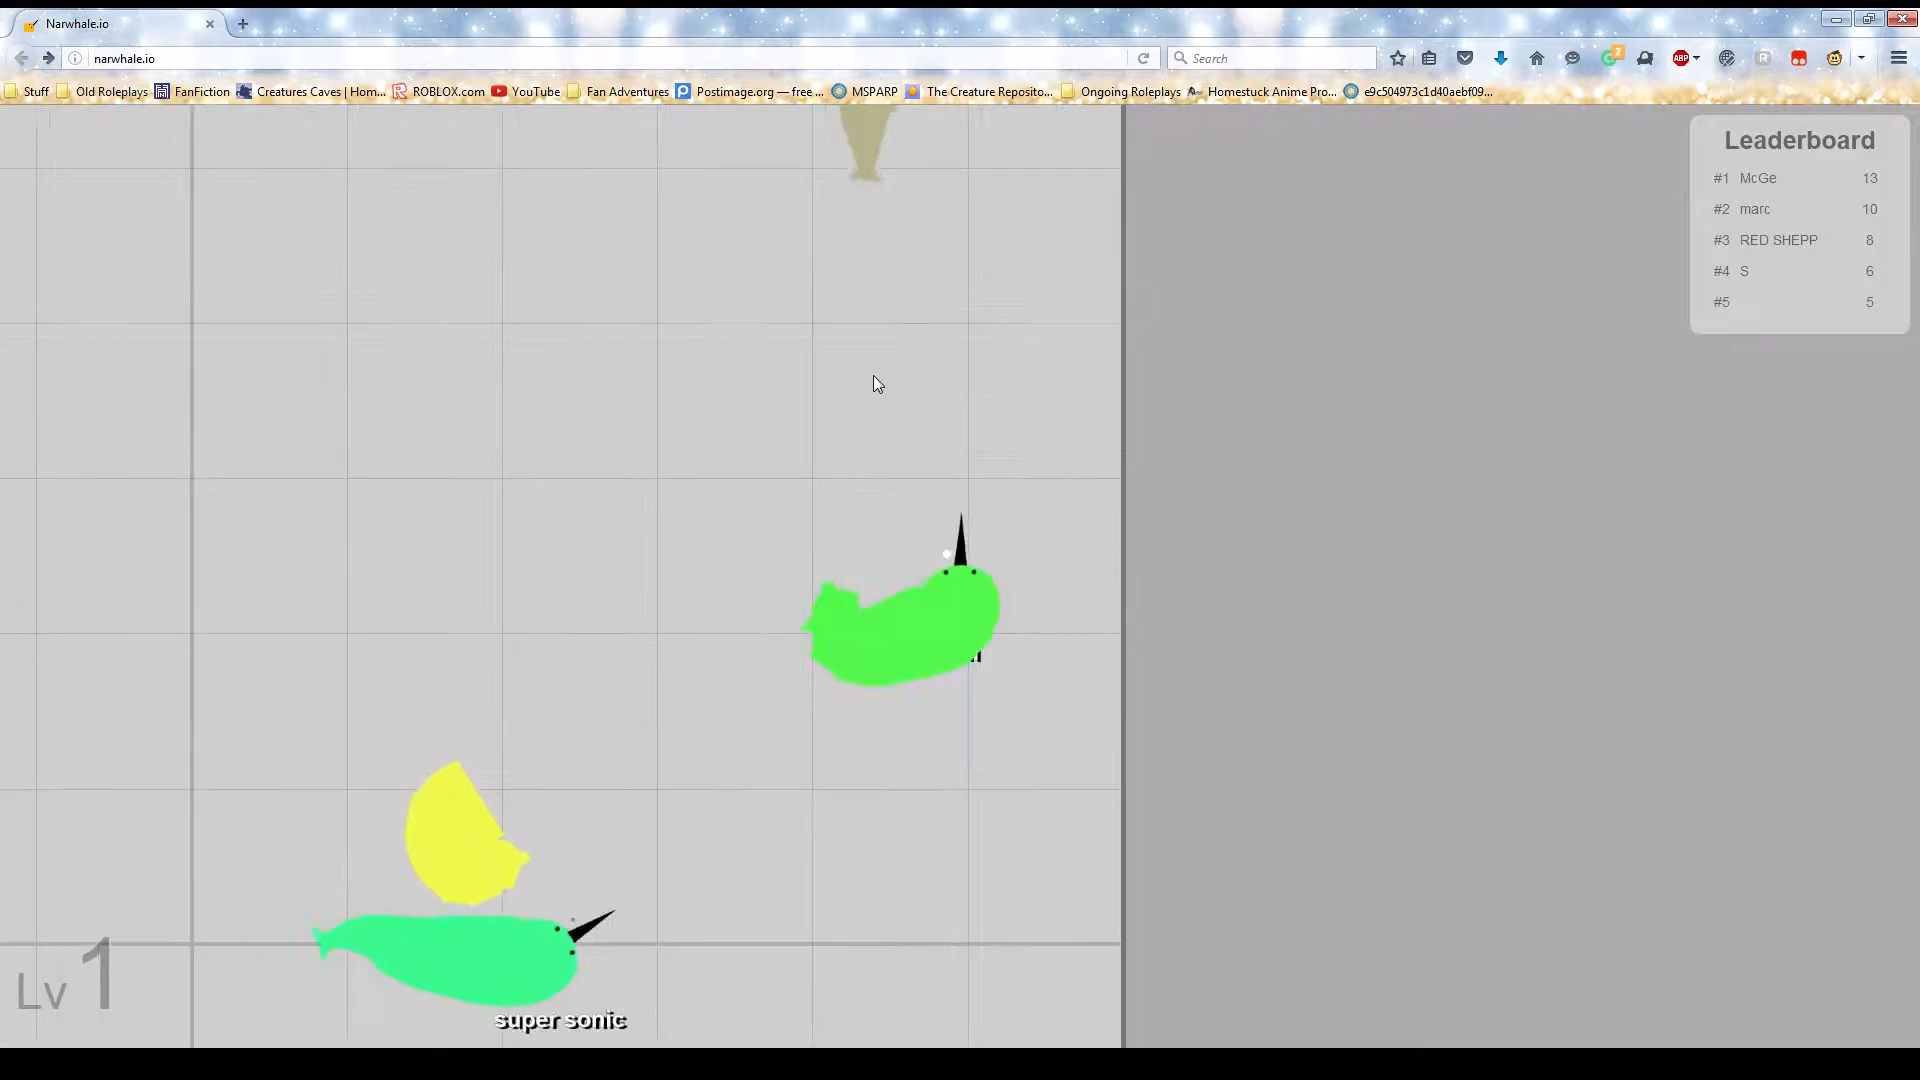 Narwhale.io
narwhale.io
Search
2
ABP
Stuff Old Roleplays FanFiction Creatures Caves | Hom... ROBLOX.com YouTube Fan Adventures Postimage.org — free ... MSPARP The Creature Reposito... Ongoing Roleplays Homestuck Anime Pro... e9c504973c1d40aebf09...
Leaderboard
#1 McGe 13
#2 marc 10
#3 RED SHEPP 8
#4 S 6
#5 5
Lv 1
super sonic